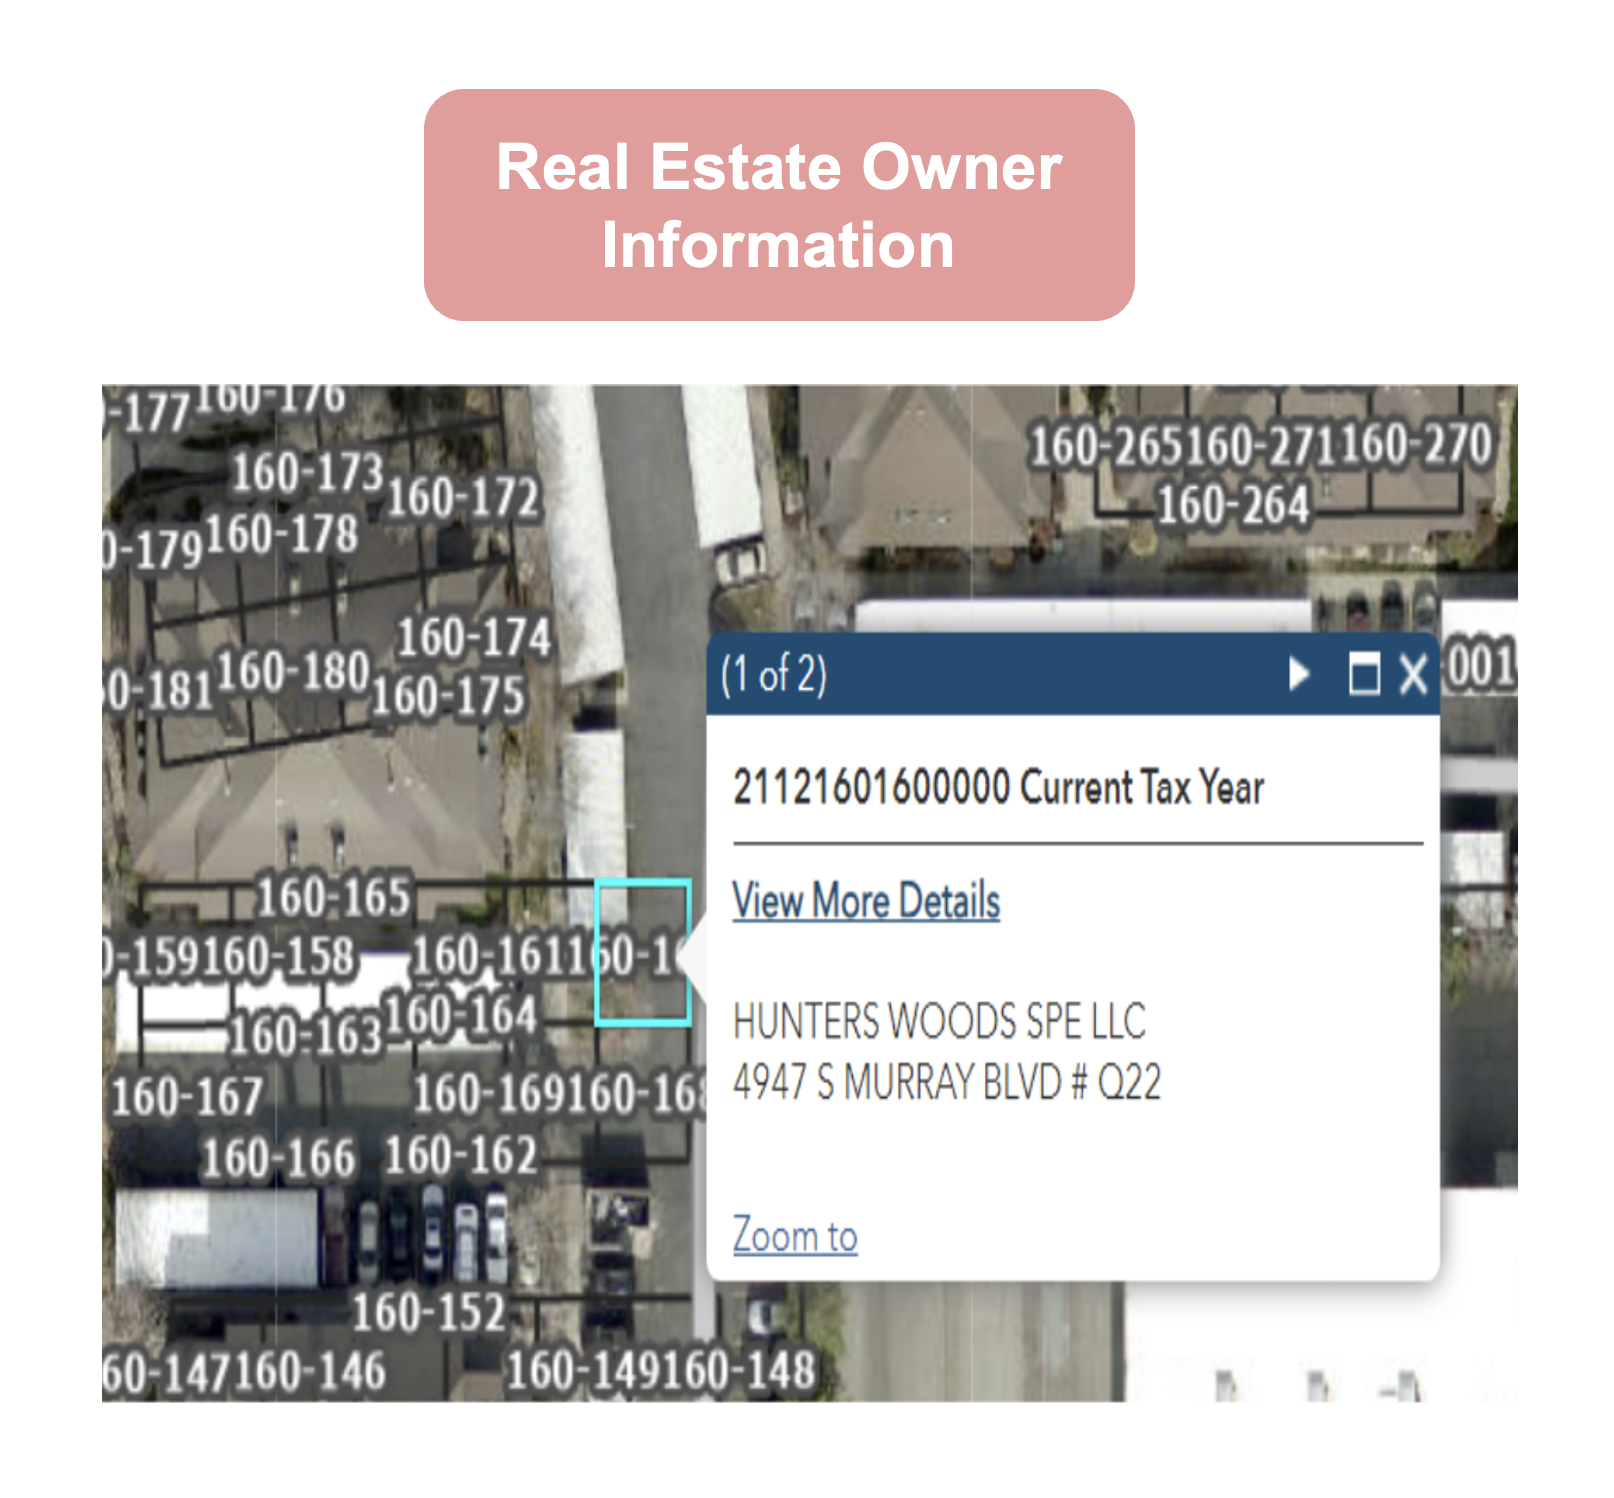 Real Estate Owner
Information
-177 160-176
160-173 160-172
160-265 160-271 160-270
160-264
0-179 160-178
160-174
0-181 160-180 160-175
(1 of 2)
001
21121601600000 Current Tax Year
View More Details
160-165
0-159 160-158 160-161 160-16
HUNTERS WOODS SPE LLC
160-163 160-164
4947 S MURRAY BLVD # Q22
160-167 160-169 160-168
160-166 160-162
Zoom to
160-152
60-147 160-146 160-149 160-148